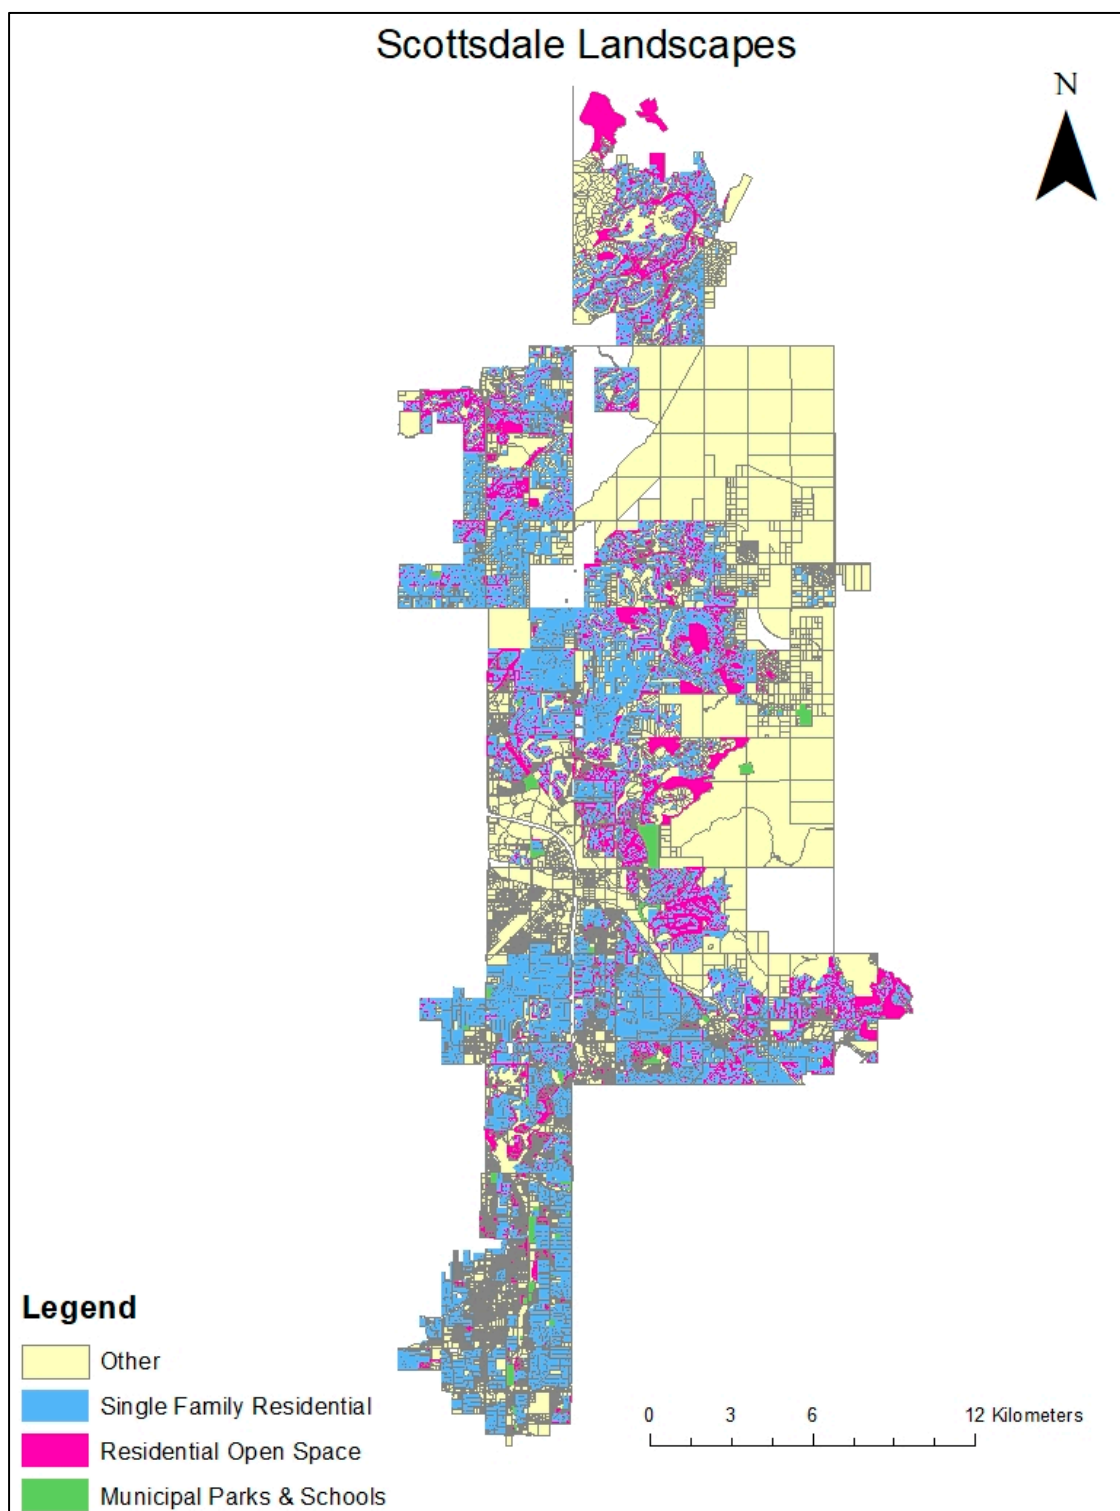 Scottsdale Landscapes
N
Legend
Other
Single Family Residential
Residential Open Space
Municipal Parks & Schools
0 3 6 12 Kilometers